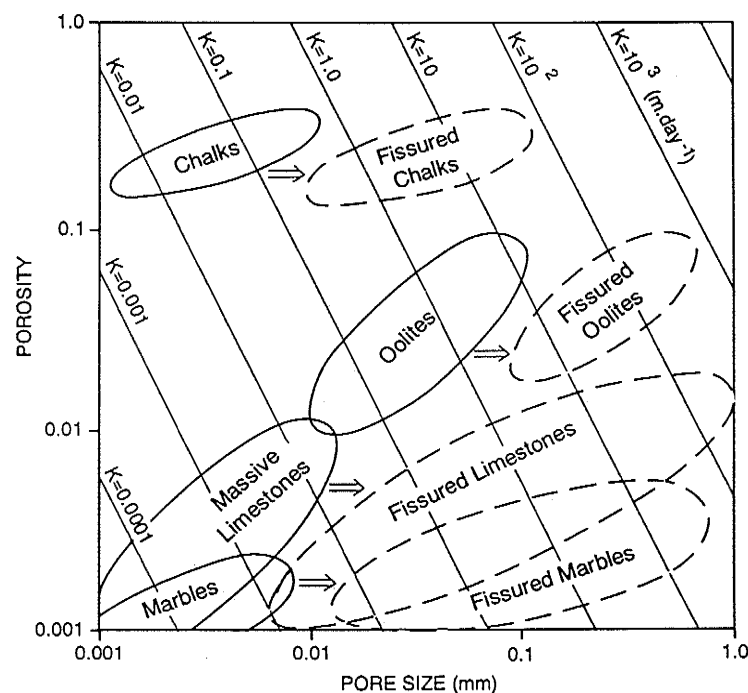 1.0
0.1
0.01
0.001
POROSITY
K=0.01
K=0.1
K=1.0
K=10
K=10 2
K=10 3 (m.day-1)
K=0.001
K=0.0001
Chalks
Fissured
Chalks
Oolites
Fissured
Oolites
Massive
Limestones
Fissured Limestones
Marbles
Fissured Marbles
0.001
0.01
0.1
1.0
PORE SIZE (mm)